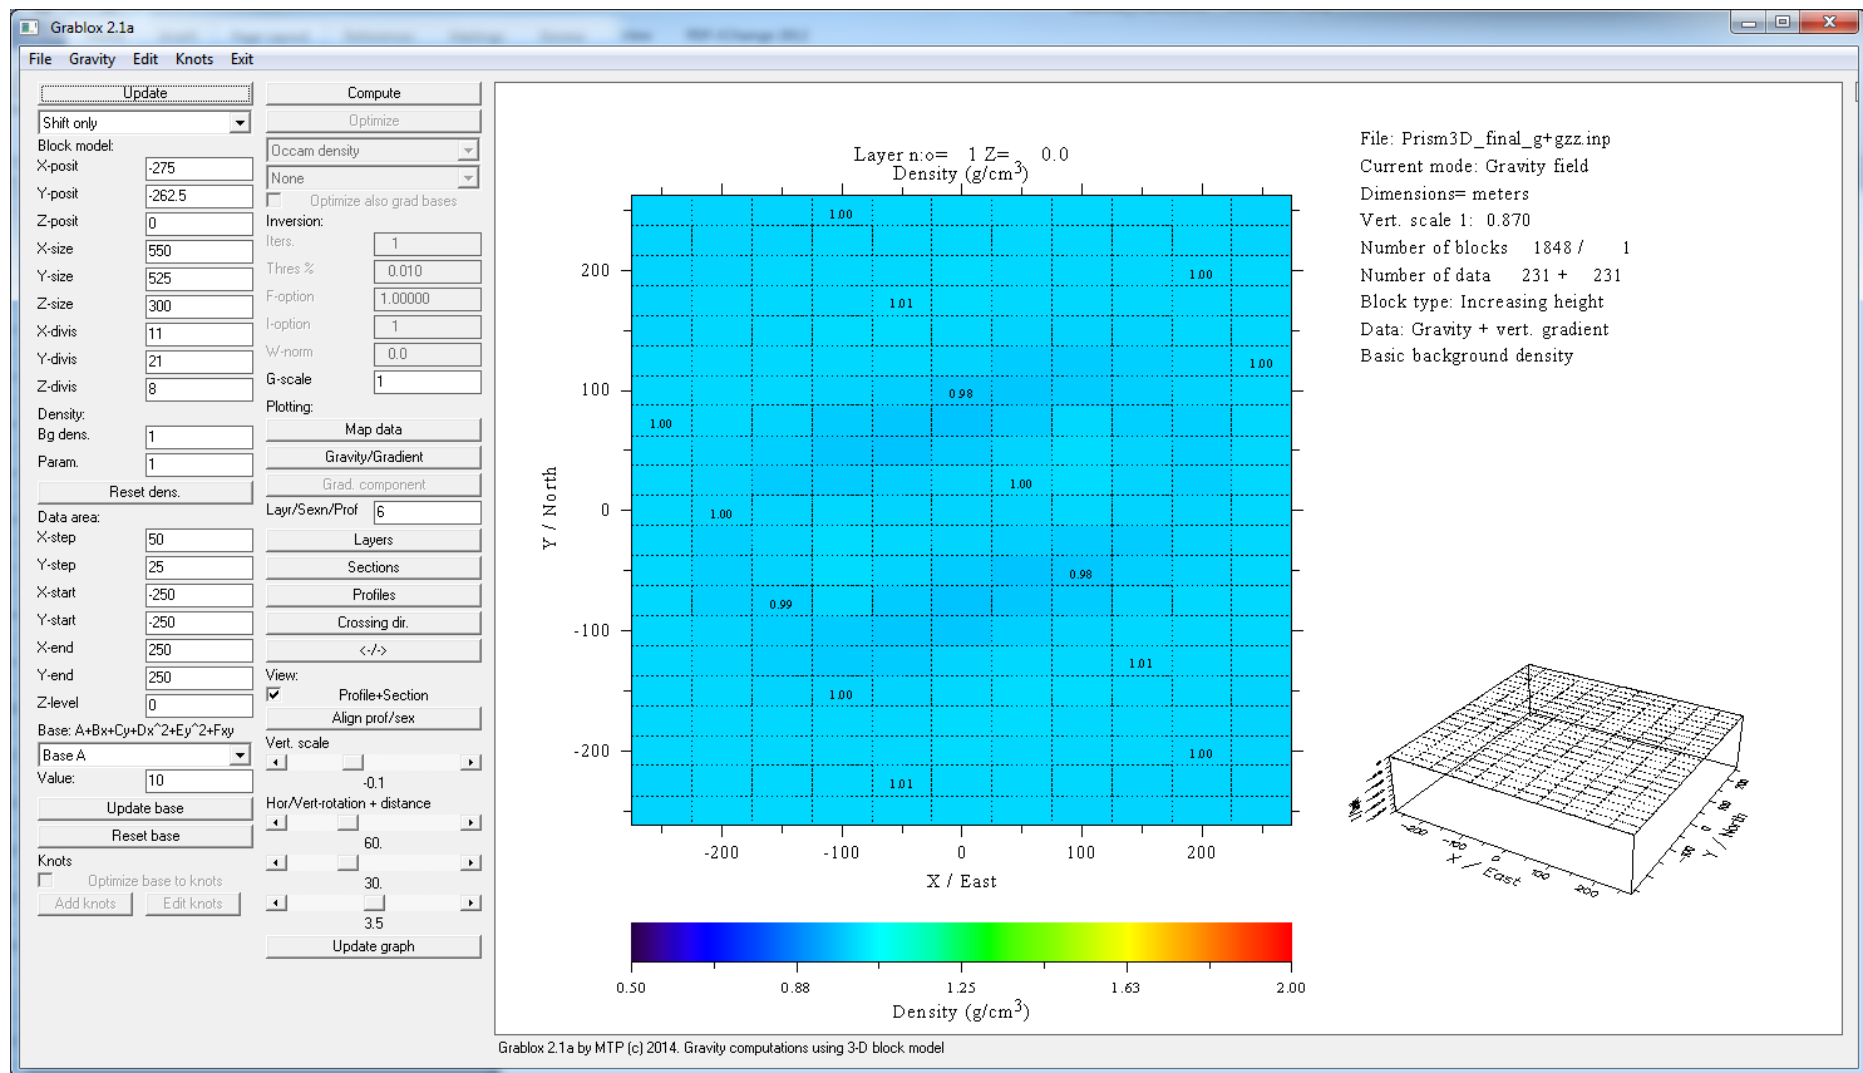 Grablox 2.1a
File Gravity Edit Knots Exit
Update
Shift only
Block model:
X-posit -275
Y-posit -262.5
Z-posit 0
X-size 550
Y-size 525
Z-size 300
X-divis 11
Y-divis 21
Z-divis 8
Density:
Bg dens. 1
Param. 1
Reset dens.
Data area:
X-step 50
Y-step 25
X-start -250
Y-start -250
X-end 250
Y-end 250
Z-level 0
Base: A+Bx+Cy+Dx^2+Ey^2+Fxy
Base A
Value: 10
Update base
Reset base
Knots
Optimize base to knots
Add knots Edit knots
Compute
Optimize
Occam density
None
Optimize also grad bases
Inversion:
Iters. 1
Thres % 0.010
F-option 1.00000
I-option 1
W-norm 0.0
G-scale 1
Plotting:
Map data
Gravity/Gradient
Grad. component
Layr/Sexn/Prof 6
Layers
Sections
Profiles
Crossing dir.
<-/->
View:
Profile+Section
Align prof/sex
Vert. scale
-0.1
Hor/Vert-rotation + distance
60.
30.
3.5
Update graph
Layer n:o= 1 Z= 0.0
Density (g/cm3)
1.00
200
1.00
1.01
1.00
100
0.98
1.00
1.00
0
1.00
0.98
0.99
-100
1.01
1.00
-200
1.00
1.01
Y / North
-200 -100 0 100 200
X / East
0.50 0.88 1.25 1.63 2.00
Density (g/cm3)
File: Prism3D_final_g+gzz.inp
Current mode: Gravity field
Dimensions= meters
Vert. scale 1: 0.870
Number of blocks 1848 / 1
Number of data 231 + 231
Block type: Increasing height
Data: Gravity + vert. gradient
Basic background density
-200 -100 0 100 200
X / East
0
Y / North
Grablox 2.1a by MTP (c) 2014. Gravity computations using 3-D block model